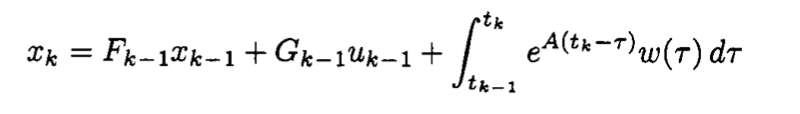 $x_k = F_{k-1}x_{k-1} + G_{k-1}u_{k-1} + \int_{t_{k-1}}^{t_k} e^{A(t_k-\tau)}w(\tau)\,d\tau$